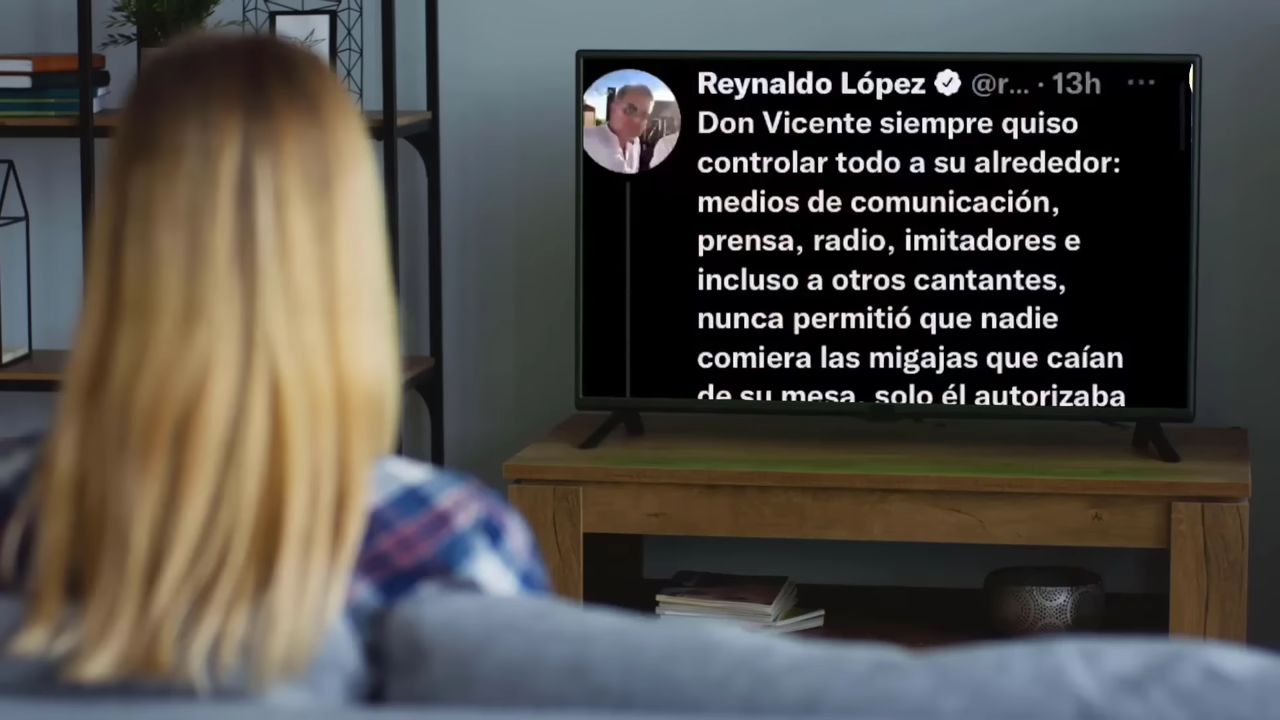 Reynaldo López @r... · 13h ...
Don Vicente siempre quiso
controlar todo a su alrededor:
medios de comunicación,
prensa, radio, imitadores e
incluso a otros cantantes,
nunca permitió que nadie
comiera las migajas que caían
de su mesa, solo él autorizaba